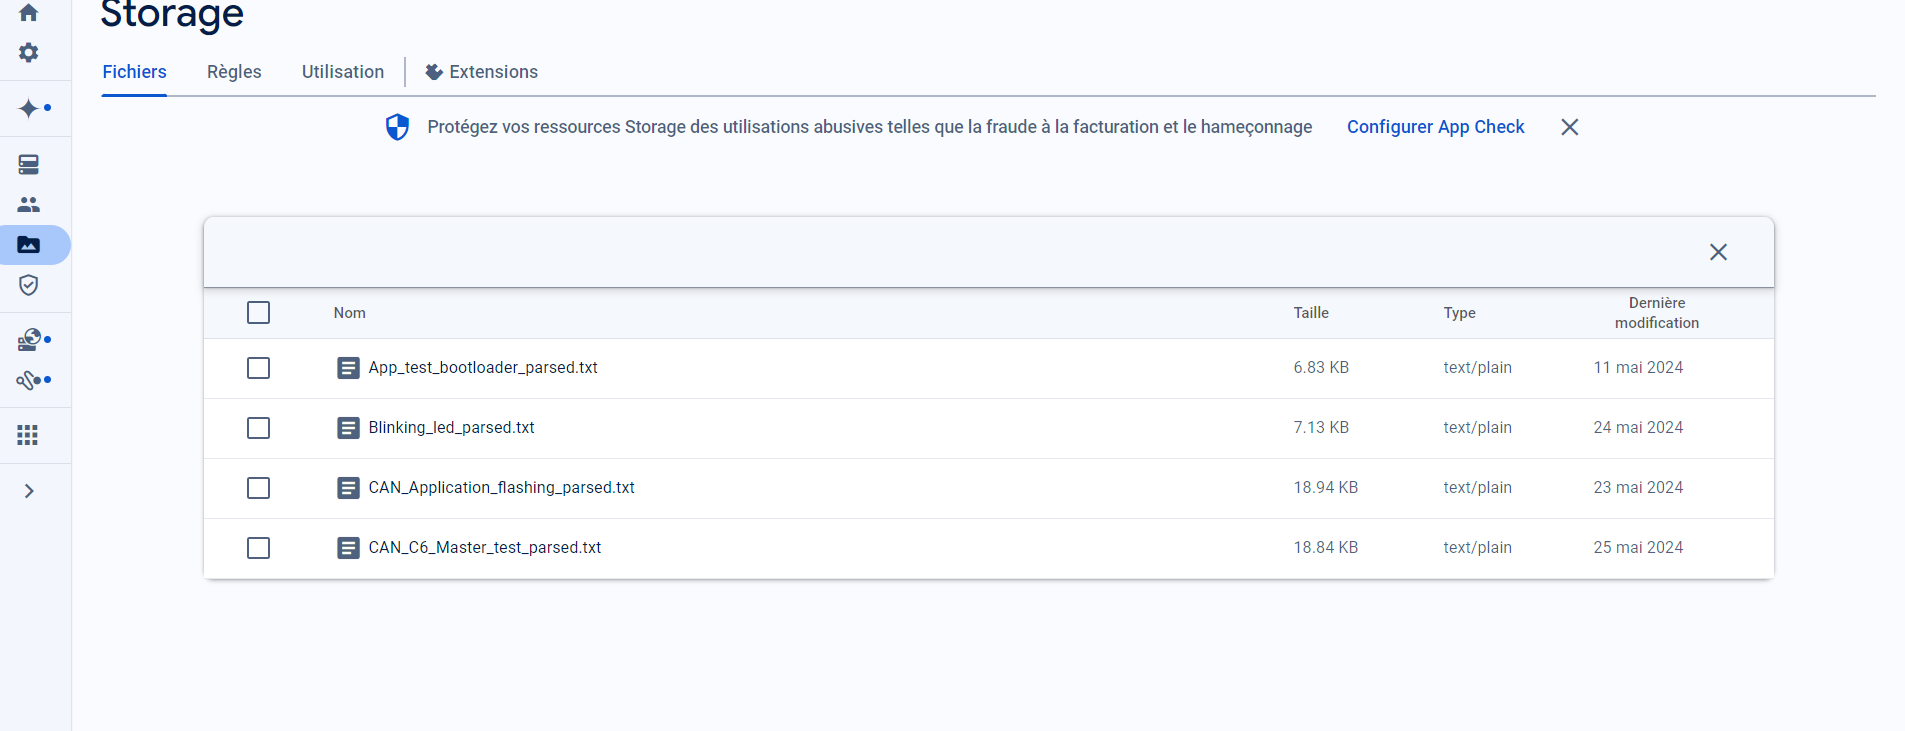 Storage
Fichiers Règles Utilisation Extensions
Protégez vos ressources Storage des utilisations abusives telles que la fraude à la facturation et le hameçonnage Configurer App Check
Nom Taille Type Dernière modification
App_test_bootloader_parsed.txt 6.83 KB text/plain 11 mai 2024
Blinking_led_parsed.txt 7.13 KB text/plain 24 mai 2024
CAN_Application_flashing_parsed.txt 18.94 KB text/plain 23 mai 2024
CAN_C6_Master_test_parsed.txt 18.84 KB text/plain 25 mai 2024